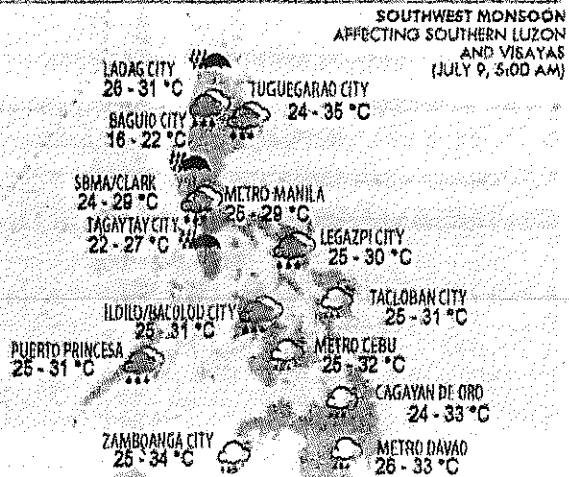 SOUTHWEST MONSOON
AFFECTING SOUTHERN LUZON
AND VISAYAS
(JULY 9, 5:00 AM)
LAOAG CITY
26 - 31 °C
TUGUEGARAO CITY
24 - 35 °C
BAGUIO CITY
16 - 22 °C
SBMA/CLARK
24 - 29 °C
METRO MANILA
25 - 29 °C
TAGAYTAY CITY
22 - 27 °C
LEGAZPI CITY
25 - 30 °C
TACLOBAN CITY
25 - 31 °C
ILOILO/BACOLOD CITY
25 - 31 °C
METRO CEBU
25 - 32 °C
PUERTO PRINCESA
25 - 31 °C
CAGAYAN DE ORO
24 - 33 °C
ZAMBOANGA CITY
25 - 34 °C
METRO DAVAO
26 - 33 °C